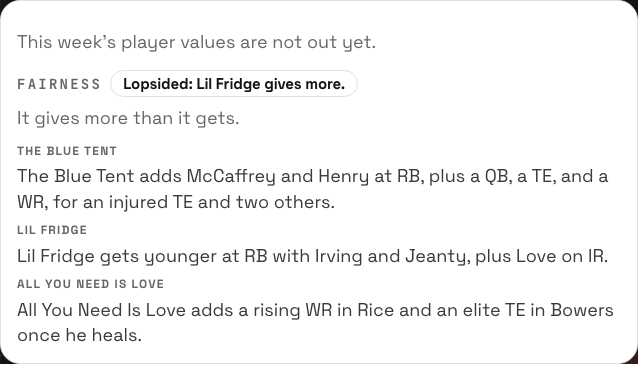 This week's player values are not out yet.
FAIRNESS Lopsided: Lil Fridge gives more.
It gives more than it gets.
THE BLUE TENT
The Blue Tent adds McCaffrey and Henry at RB, plus a QB, a TE, and a
WR, for an injured TE and two others.
LIL FRIDGE
Lil Fridge gets younger at RB with Irving and Jeanty, plus Love on IR.
ALL YOU NEED IS LOVE
All You Need Is Love adds a rising WR in Rice and an elite TE in Bowers
once he heals.